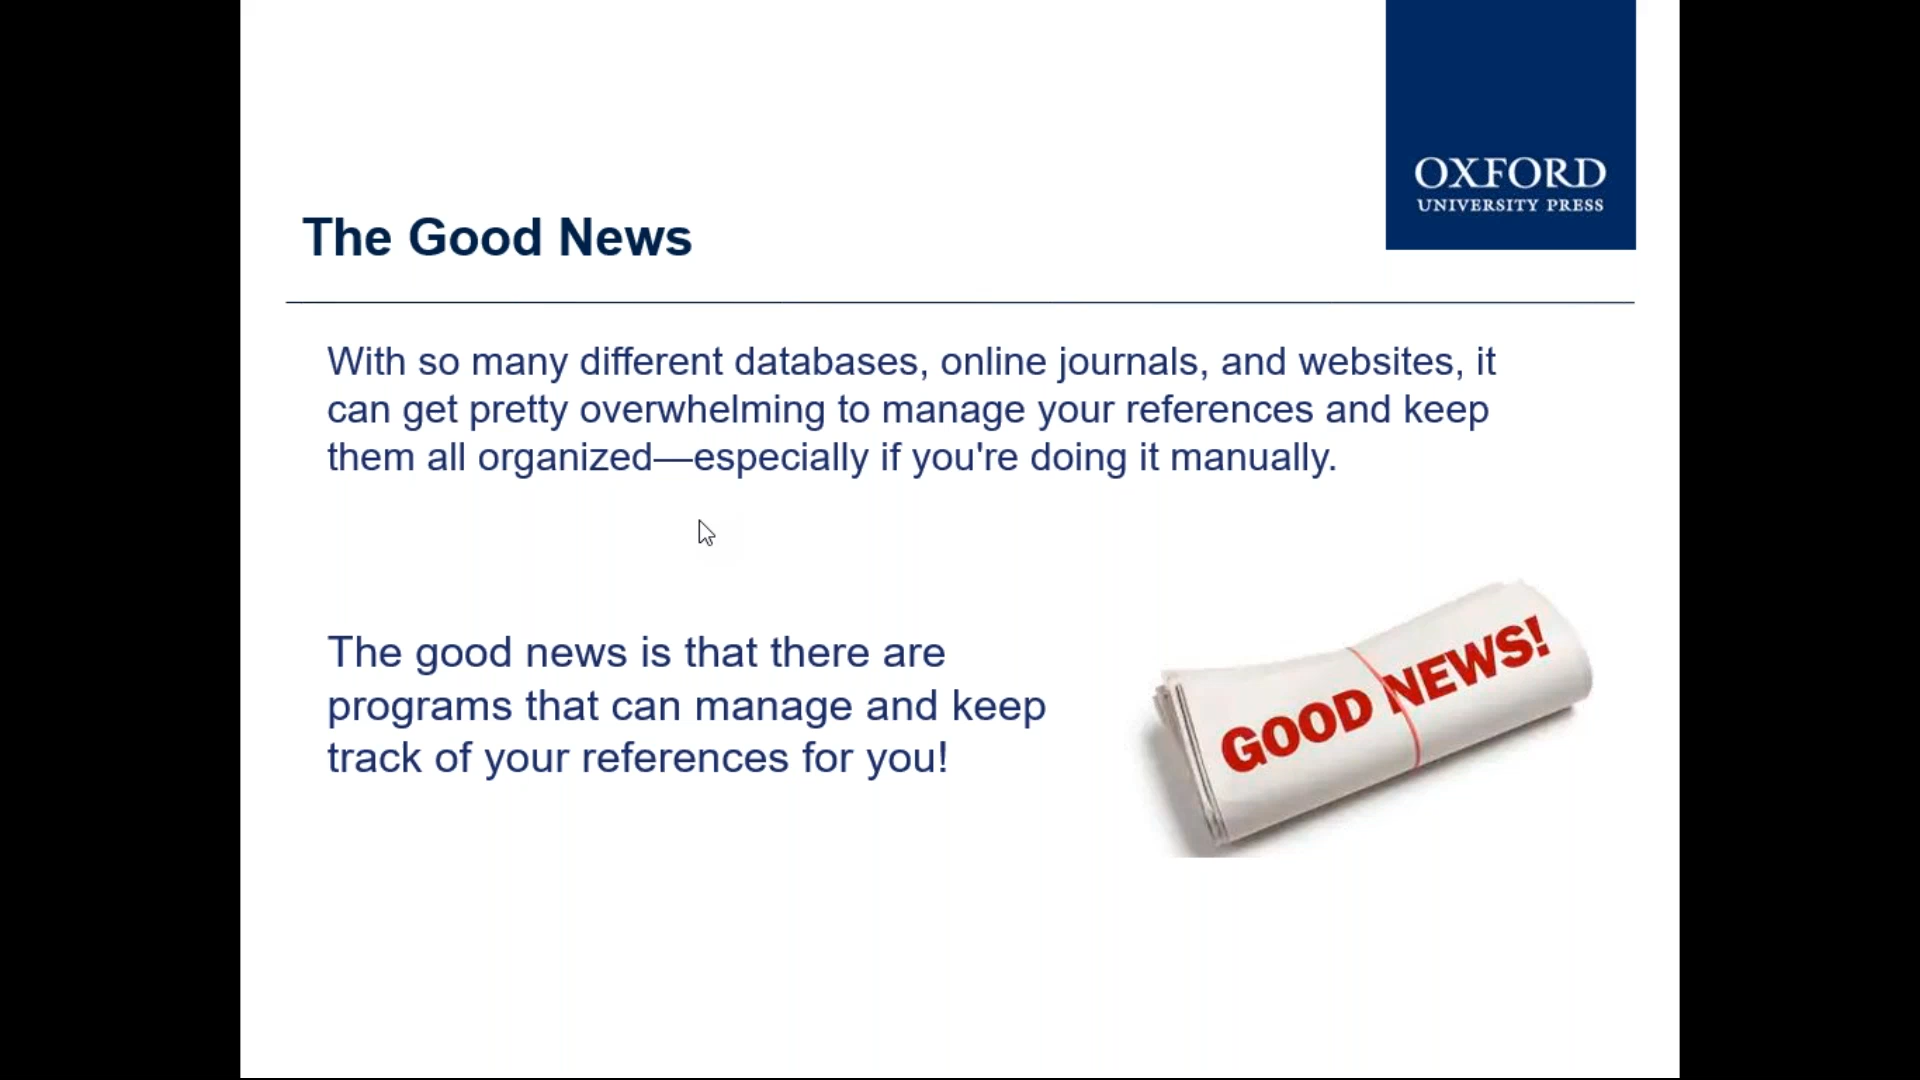 OXFORD
UNIVERSITY PRESS
The Good News
With so many different databases, online journals, and websites, it
can get pretty overwhelming to manage your references and keep
them all organized—especially if you're doing it manually.
The good news is that there are
programs that can manage and keep
track of your references for you!
GOOD NEWS!